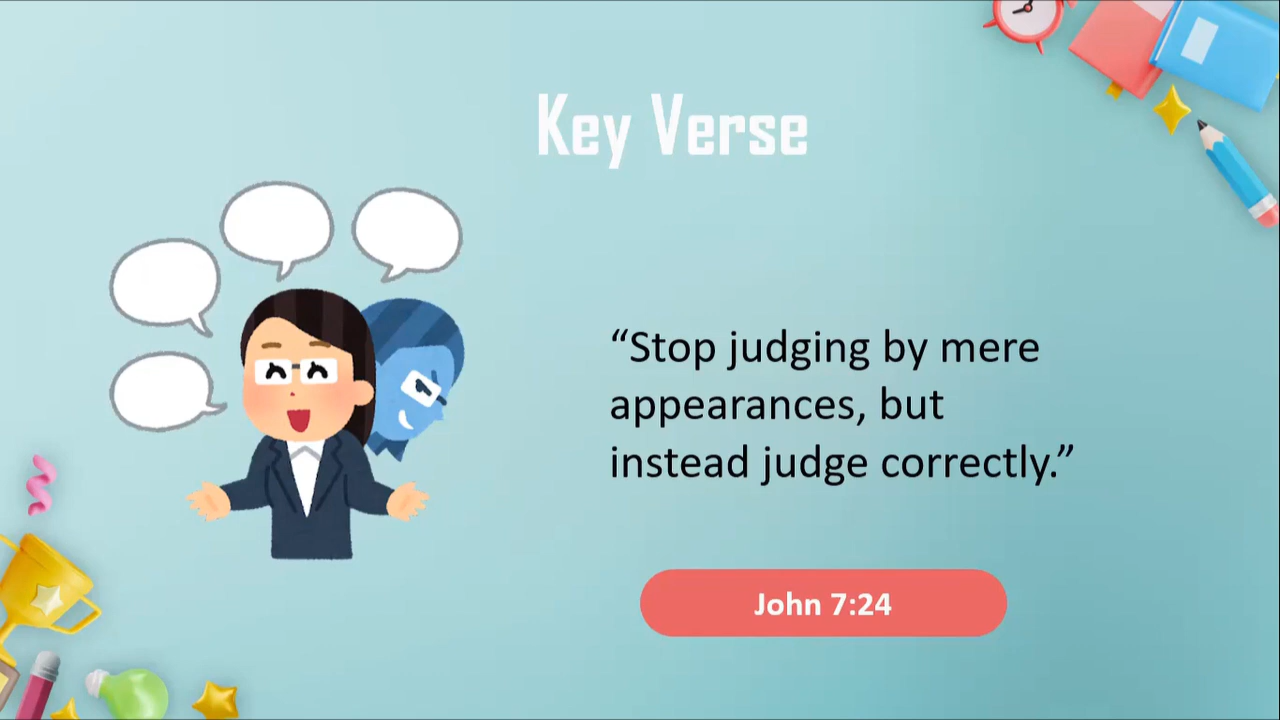 Key Verse
“Stop judging by mere
appearances, but
instead judge correctly.”
John 7:24